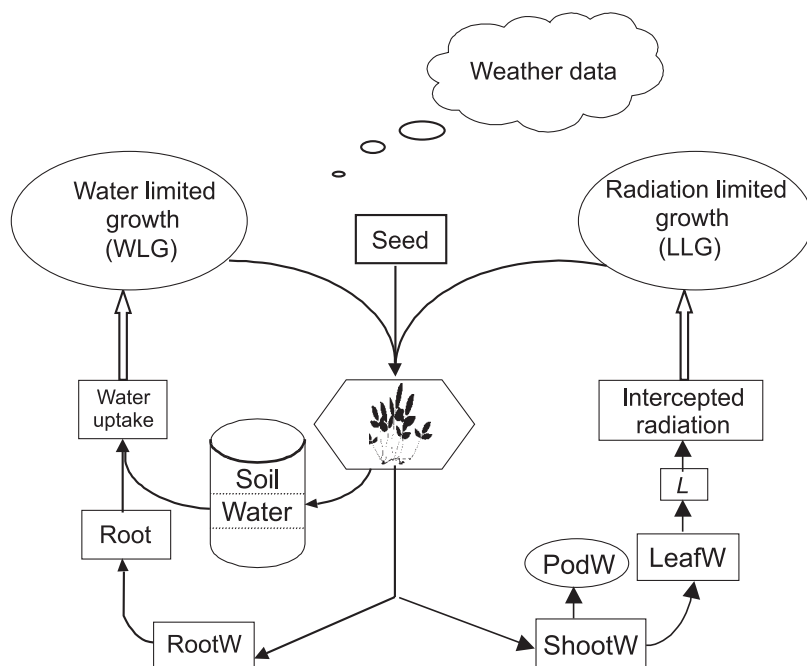 Weather data
Water limited
growth
(WLG)
Seed
Radiation limited
growth
(LLG)
Water
uptake
Intercepted
radiation
Soil
Water
L
Root
PodW
LeafW
RootW
ShootW